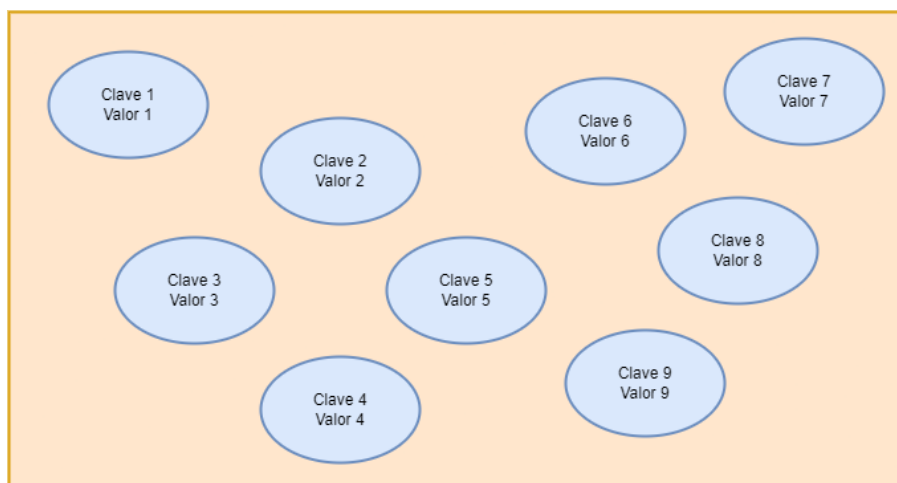 Clave 1
Valor 1
Clave 2
Valor 2
Clave 3
Valor 3
Clave 4
Valor 4
Clave 5
Valor 5
Clave 6
Valor 6
Clave 7
Valor 7
Clave 8
Valor 8
Clave 9
Valor 9